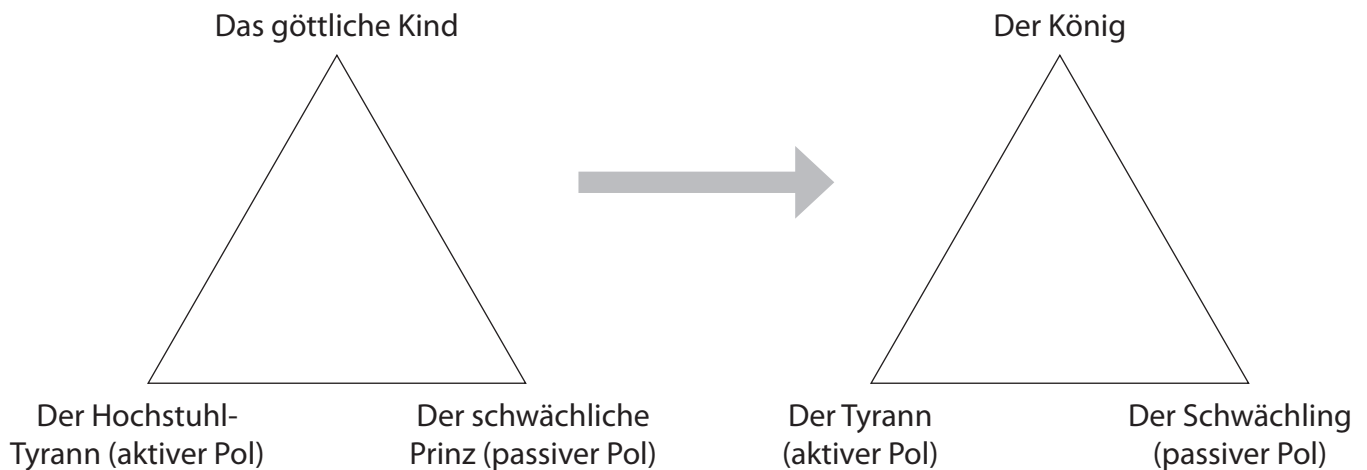 Das göttliche Kind
Der König
Der Hochstuhl-
Tyrann (aktiver Pol)
Der schwächliche
Prinz (passiver Pol)
Der Tyrann
(aktiver Pol)
Der Schwächling
(passiver Pol)